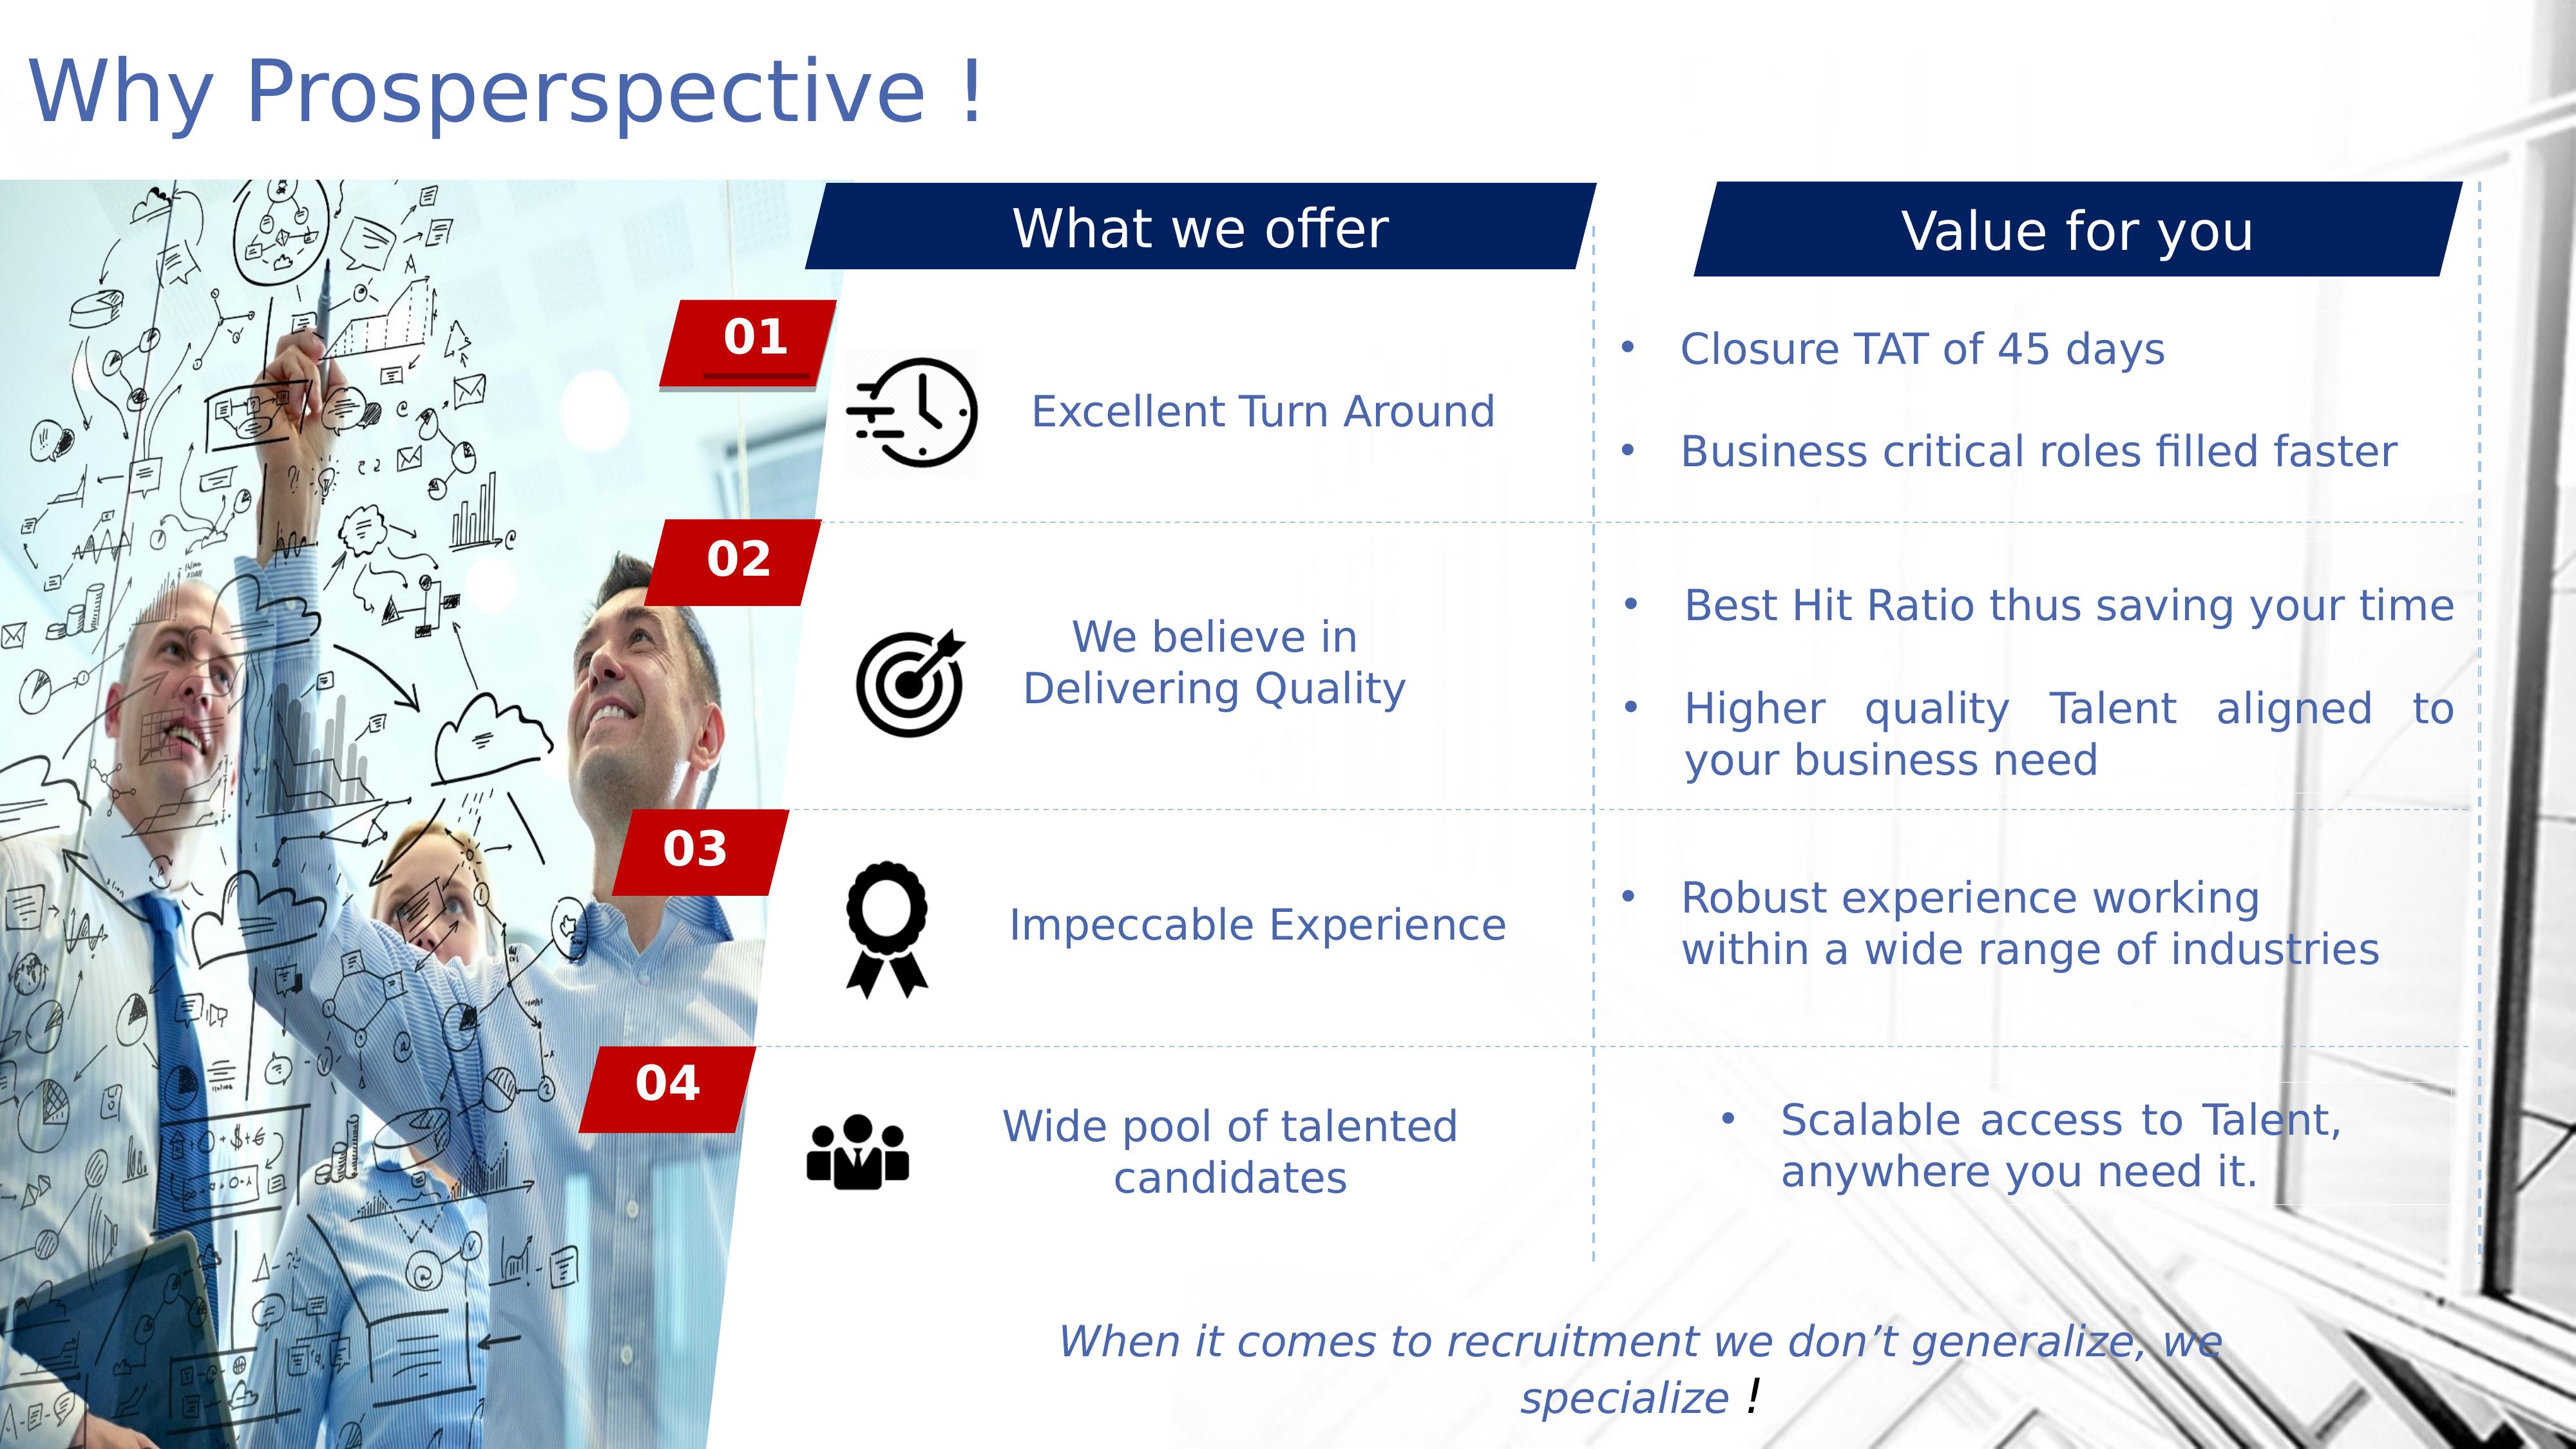 Why Prosperspective !
What we offer
Value for you
01
Excellent Turn Around
• Closure TAT of 45 days
• Business critical roles filled faster
02
We believe in
Delivering Quality
• Best Hit Ratio thus saving your time
• Higher quality Talent aligned to
your business need
03
Impeccable Experience
• Robust experience working
within a wide range of industries
04
Wide pool of talented
candidates
• Scalable access to Talent,
anywhere you need it.
When it comes to recruitment we don’t generalize, we
specialize !